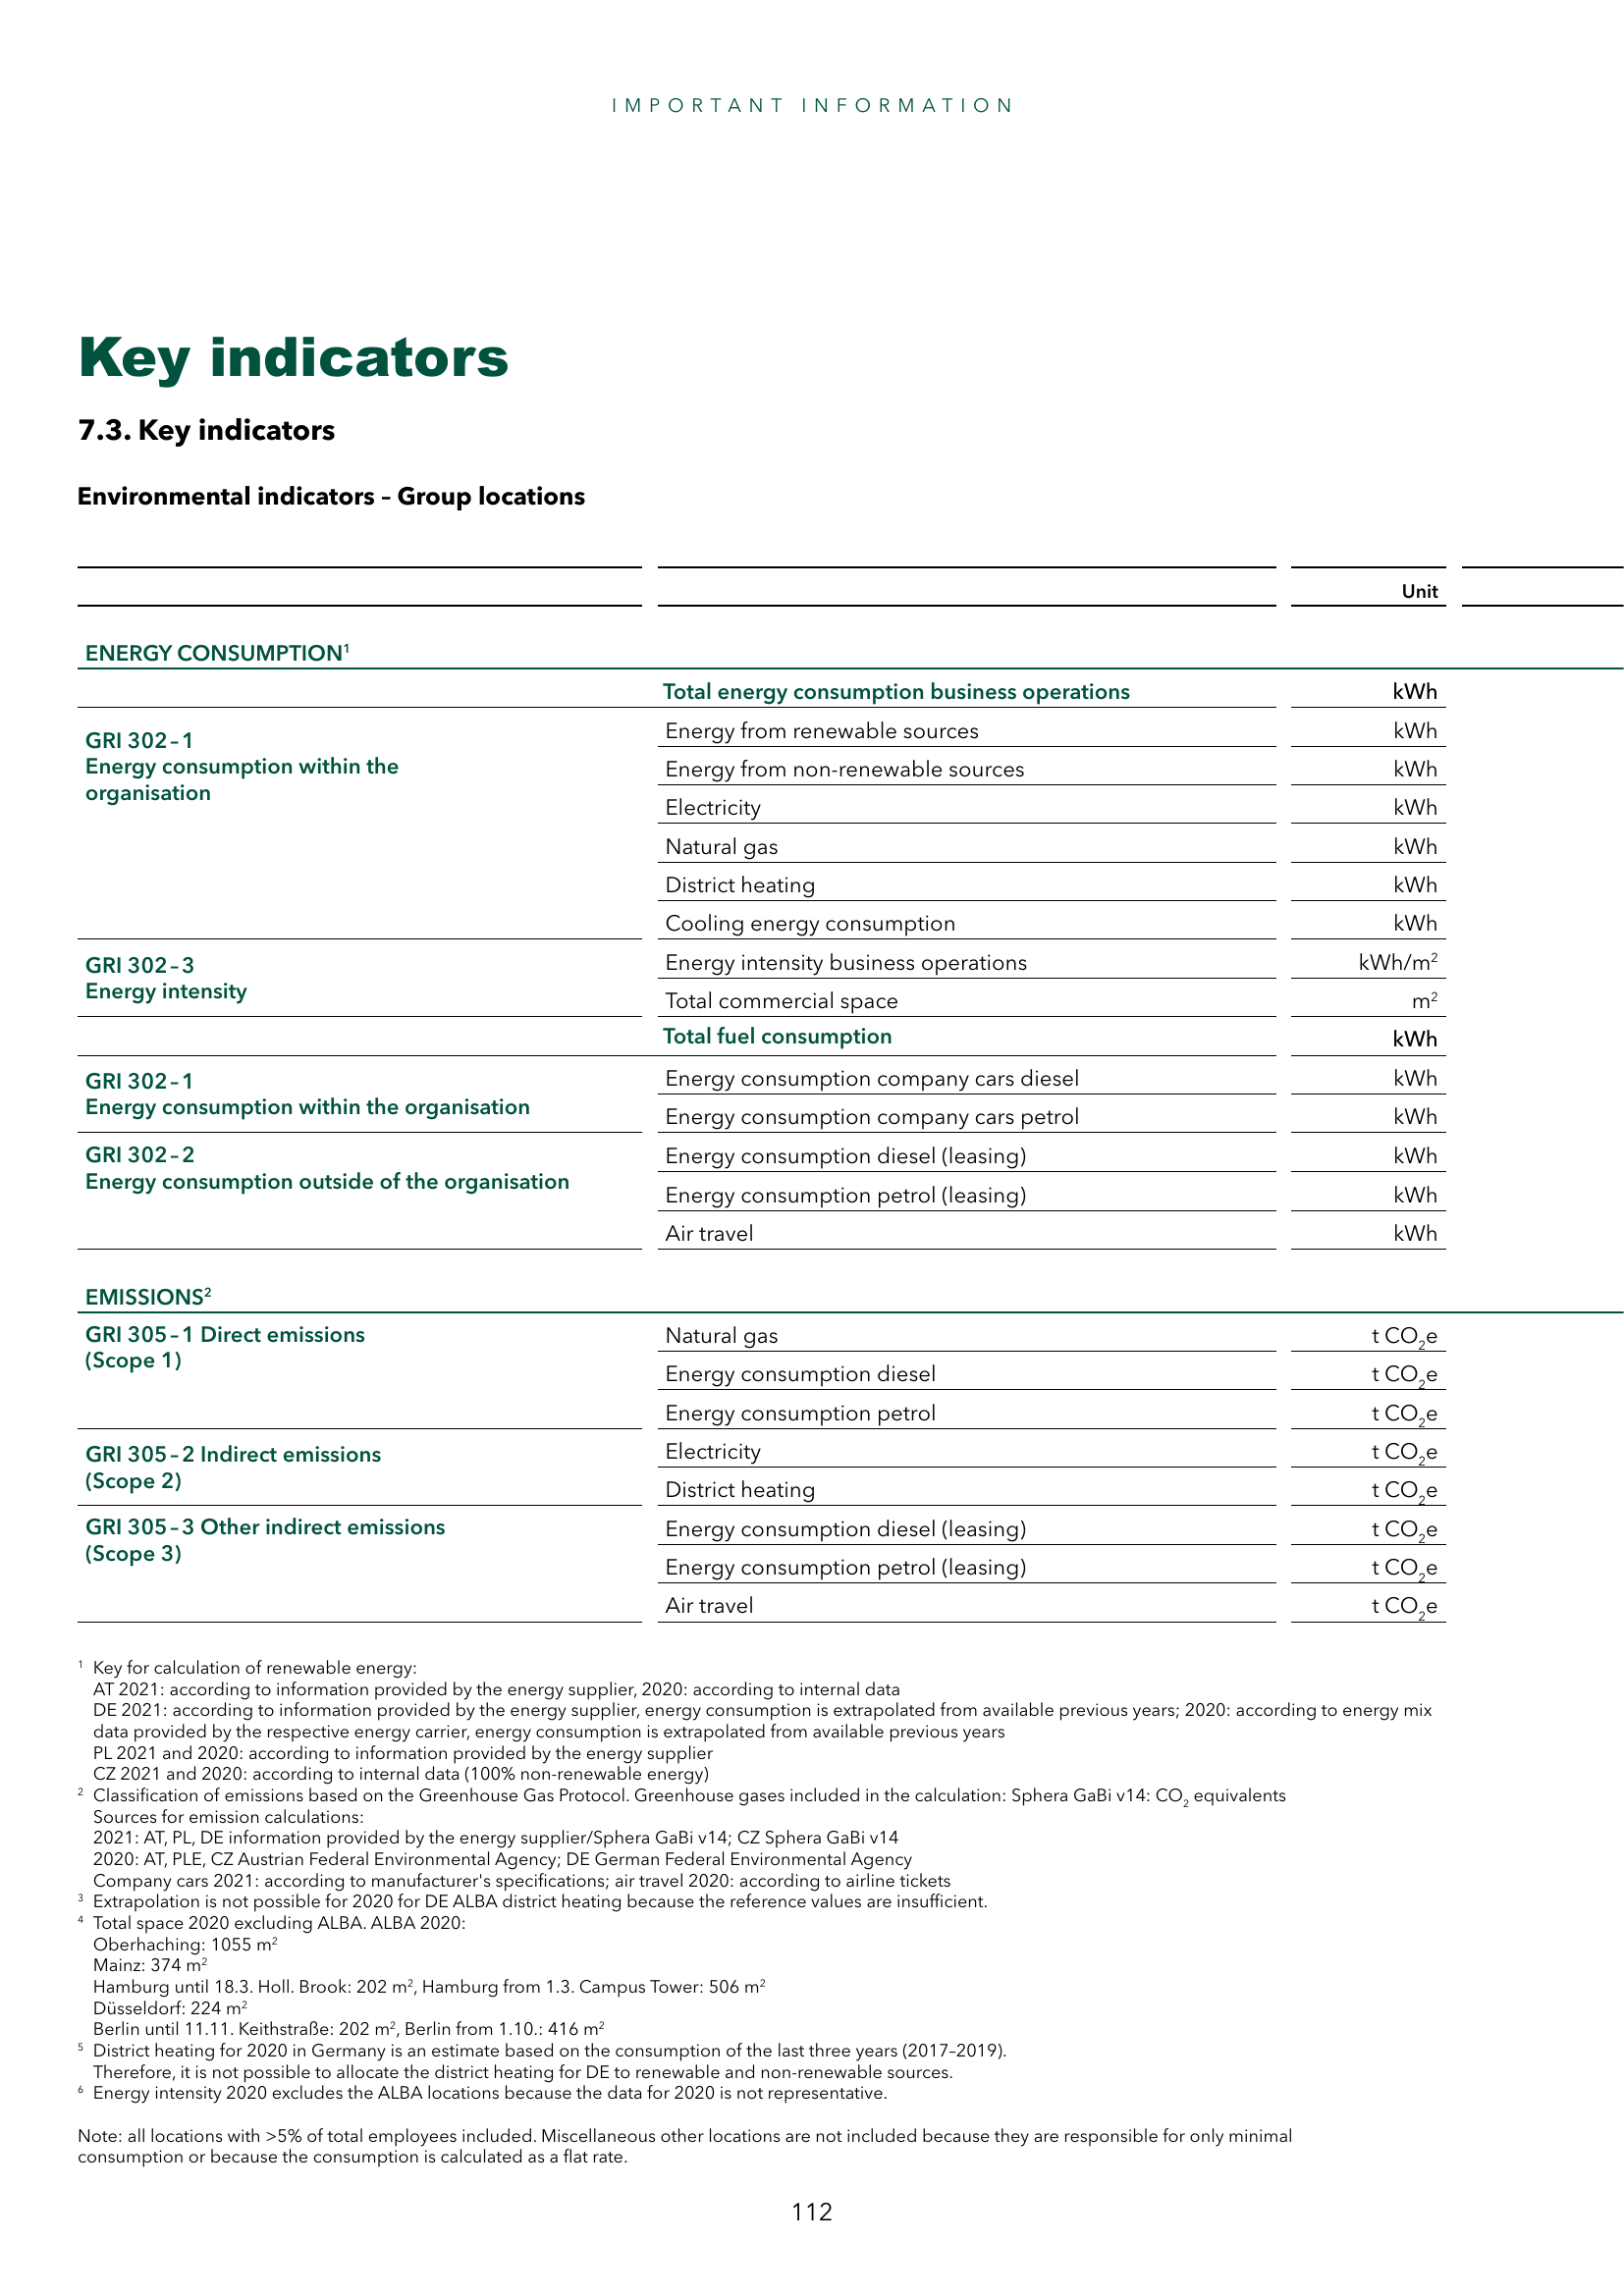 IMPORTANT INFORMATION
Key indicators
7.3. Key indicators
Environmental indicators – Group locations
Unit
ENERGY CONSUMPTION¹
Total energy consumption business operations kWh
GRI 302–1
Energy consumption within the
organisation
Energy from renewable sources kWh
Energy from non-renewable sources kWh
Electricity kWh
Natural gas kWh
District heating kWh
Cooling energy consumption kWh
GRI 302–3
Energy intensity
Energy intensity business operations kWh/m²
Total commercial space m²
Total fuel consumption kWh
GRI 302–1
Energy consumption within the organisation
Energy consumption company cars diesel kWh
Energy consumption company cars petrol kWh
GRI 302–2
Energy consumption outside of the organisation
Energy consumption diesel (leasing) kWh
Energy consumption petrol (leasing) kWh
Air travel kWh
EMISSIONS²
GRI 305–1 Direct emissions
(Scope 1)
Natural gas t CO₂e
Energy consumption diesel t CO₂e
Energy consumption petrol t CO₂e
GRI 305–2 Indirect emissions
(Scope 2)
Electricity t CO₂e
District heating t CO₂e
GRI 305–3 Other indirect emissions
(Scope 3)
Energy consumption diesel (leasing) t CO₂e
Energy consumption petrol (leasing) t CO₂e
Air travel t CO₂e
¹ Key for calculation of renewable energy:
AT 2021: according to information provided by the energy supplier, 2020: according to internal data
DE 2021: according to information provided by the energy supplier, energy consumption is extrapolated from available previous years; 2020: according to energy mix
data provided by the respective energy carrier, energy consumption is extrapolated from available previous years
PL 2021 and 2020: according to information provided by the energy supplier
CZ 2021 and 2020: according to internal data (100% non-renewable energy)
² Classification of emissions based on the Greenhouse Gas Protocol. Greenhouse gases included in the calculation: Sphera GaBi v14: CO₂ equivalents
Sources for emission calculations:
2021: AT, PL, DE information provided by the energy supplier/Sphera GaBi v14; CZ Sphera GaBi v14
2020: AT, PLE, CZ Austrian Federal Environmental Agency; DE German Federal Environmental Agency
Company cars 2021: according to manufacturer's specifications; air travel 2020: according to airline tickets
³ Extrapolation is not possible for 2020 for DE ALBA district heating because the reference values are insufficient.
⁴ Total space 2020 excluding ALBA. ALBA 2020:
Oberhaching: 1055 m²
Mainz: 374 m²
Hamburg until 18.3. Holl. Brook: 202 m², Hamburg from 1.3. Campus Tower: 506 m²
Düsseldorf: 224 m²
Berlin until 11.11. Keithstraße: 202 m², Berlin from 1.10.: 416 m²
⁵ District heating for 2020 in Germany is an estimate based on the consumption of the last three years (2017–2019).
Therefore, it is not possible to allocate the district heating for DE to renewable and non-renewable sources.
⁶ Energy intensity 2020 excludes the ALBA locations because the data for 2020 is not representative.
Note: all locations with >5% of total employees included. Miscellaneous other locations are not included because they are responsible for only minimal
consumption or because the consumption is calculated as a flat rate.
112